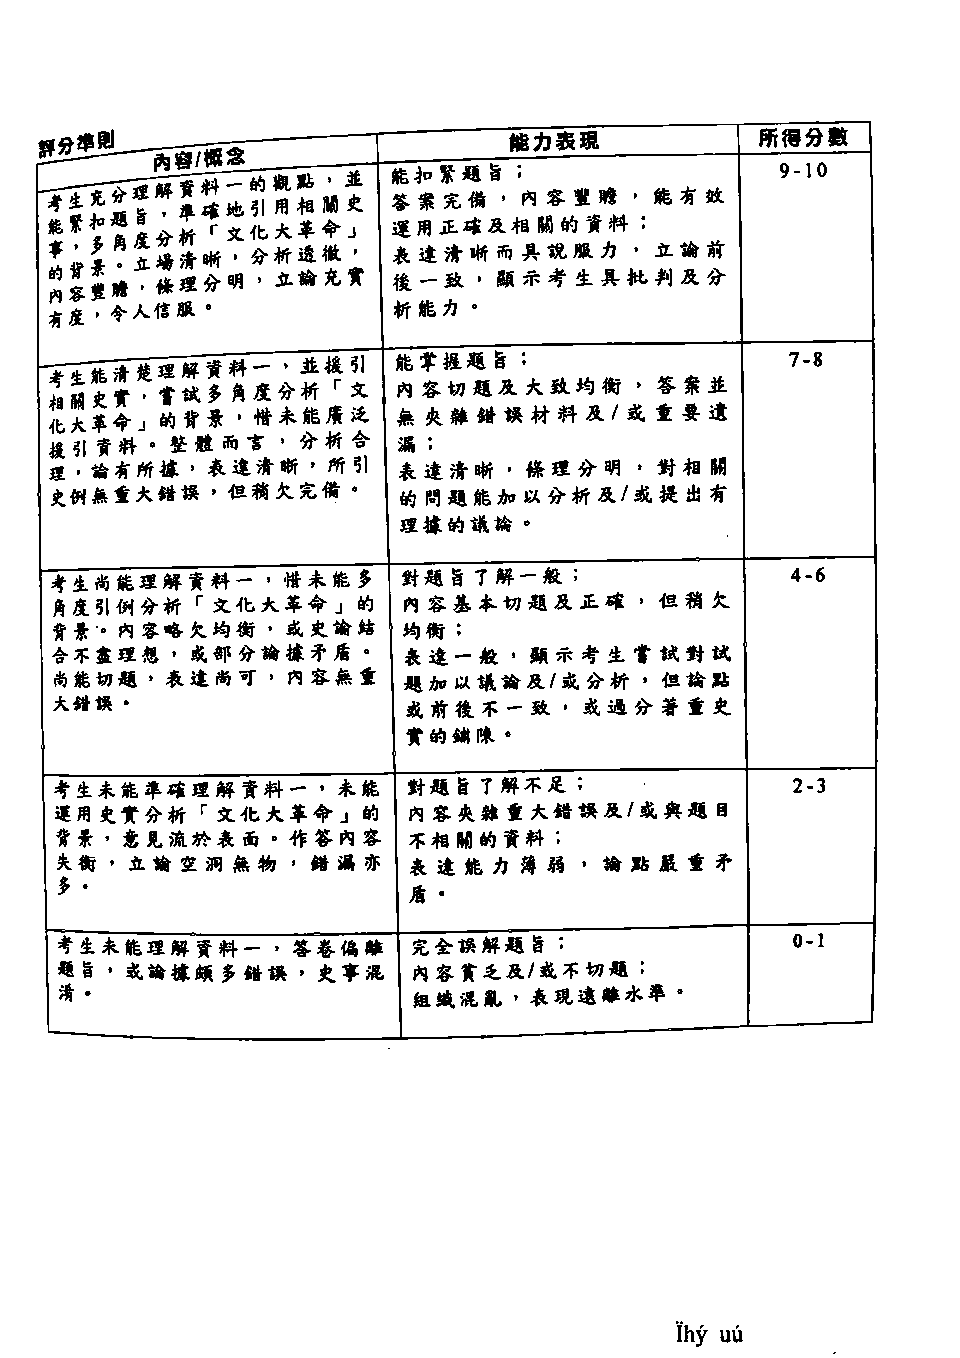 評分準則
內容/概念
能力表現
所得分數
考生充分理解資料一的觀點，並
能緊扣題旨，準確地引用相關史
事，多角度分析「文化大革命」
的背景。立場清晰，分析透徹，
內容豐贍，條理分明，立論充實
有度，令人信服。
能扣緊題旨；
答案完備，內容豐贍，能有效
運用正確及相關的資料；
表達清晰而具說服力，立論前
後一致，顯示考生具批判及分
析能力。
9-10
考生能清楚理解資料一，並援引
相關史實，嘗試多角度分析「文
化大革命」的背景，惜未能廣泛
援引資料。整體而言，分析合
理，論有所據，表達清晰，所引
史例無重大錯誤，但稍欠完備。
能掌握題旨；
內容切題及大致均衡，答案並
無夾雜錯誤材料及/或重要遺
漏；
表達清晰，條理分明，對相關
的問題能加以分析及/或提出有
理據的議論。
7-8
考生尚能理解資料一，惜未能多
角度引例分析「文化大革命」的
背景。內容略欠均衡，或史論結
合不盡理想，或部分論據矛盾。
尚能切題，表達尚可，內容無重
大錯誤。
對題旨了解一般；
內容基本切題及正確，但稍欠
均衡；
表達一般，顯示考生嘗試對試
題加以議論及/或分析，但論點
或前後不一致，或過分著重史
實的鋪陳。
4-6
考生未能準確理解資料一，未能
運用史實分析「文化大革命」的
背景，意見流於表面。作答內容
失衡，立論空洞無物，錯漏亦
多。
對題旨了解不足；
內容夾雜重大錯誤及/或與題目
不相關的資料；
表達能力薄弱，論點嚴重矛
盾。
2-3
考生未能理解資料一，答卷偏離
題旨，或論據頗多錯誤，史事混
淆。
完全誤解題旨；
內容貧乏及/或不切題；
組織混亂，表現遠離水準。
0-1
Ïhý uú